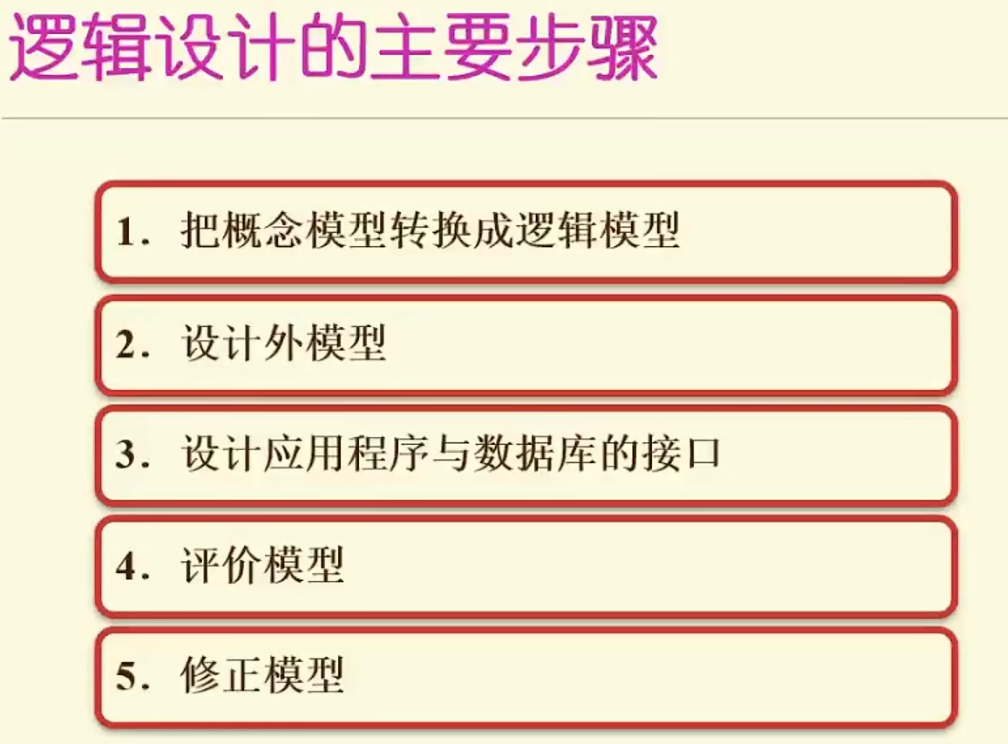 逻辑设计的主要步骤
1. 把概念模型转换成逻辑模型
2. 设计外模型
3. 设计应用程序与数据库的接口
4. 评价模型
5. 修正模型